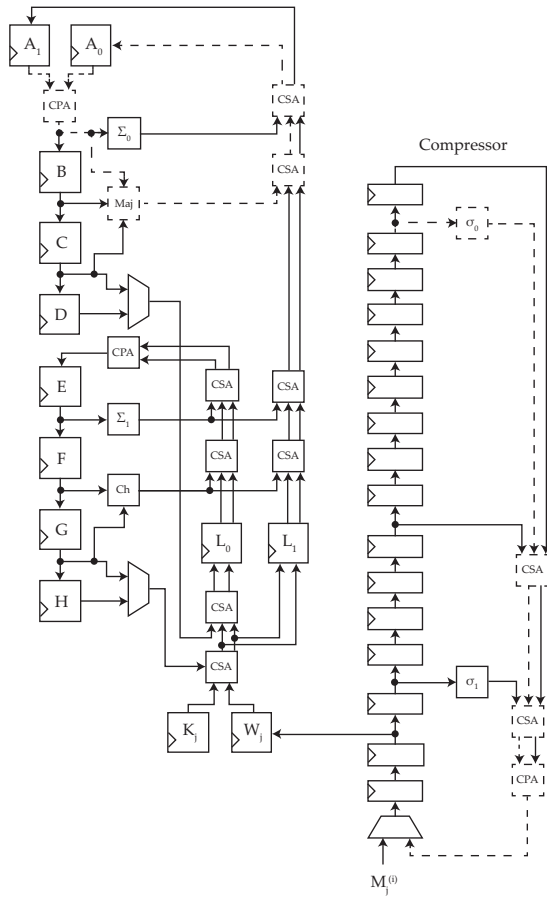 A₁ A₀
CPA
CSA
Σ₀
CSA
B
Maj
C
D
CPA
E
CSA CSA
Σ₁
F
CSA CSA
Ch
G
L₀ L₁
H
CSA
CSA
Kⱼ Wⱼ
Compressor
σ₀
CSA
σ₁
CSA
CPA
Mⱼ⁽ⁱ⁾